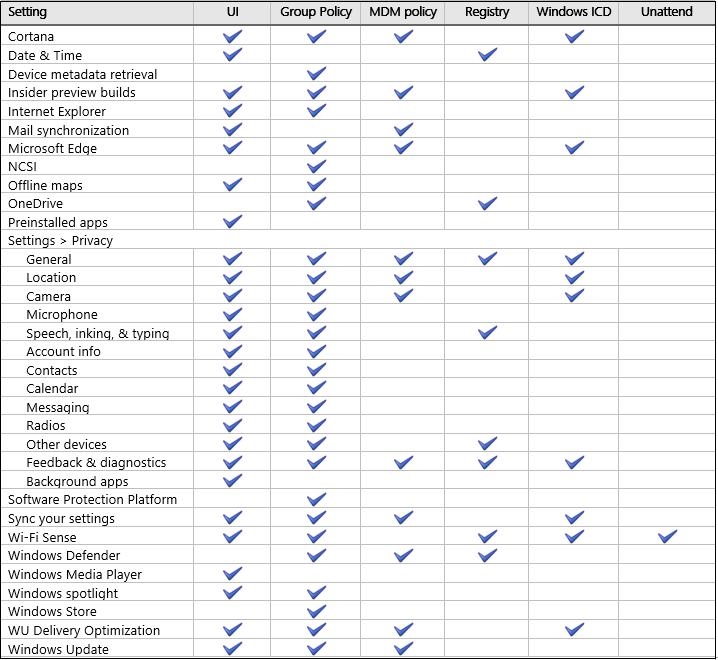 Setting UI Group Policy MDM policy Registry Windows ICD Unattend
Cortana
Date & Time
Device metadata retrieval
Insider preview builds
Internet Explorer
Mail synchronization
Microsoft Edge
NCSI
Offline maps
OneDrive
Preinstalled apps
Settings > Privacy
General
Location
Camera
Microphone
Speech, inking, & typing
Account info
Contacts
Calendar
Messaging
Radios
Other devices
Feedback & diagnostics
Background apps
Software Protection Platform
Sync your settings
Wi-Fi Sense
Windows Defender
Windows Media Player
Windows spotlight
Windows Store
WU Delivery Optimization
Windows Update